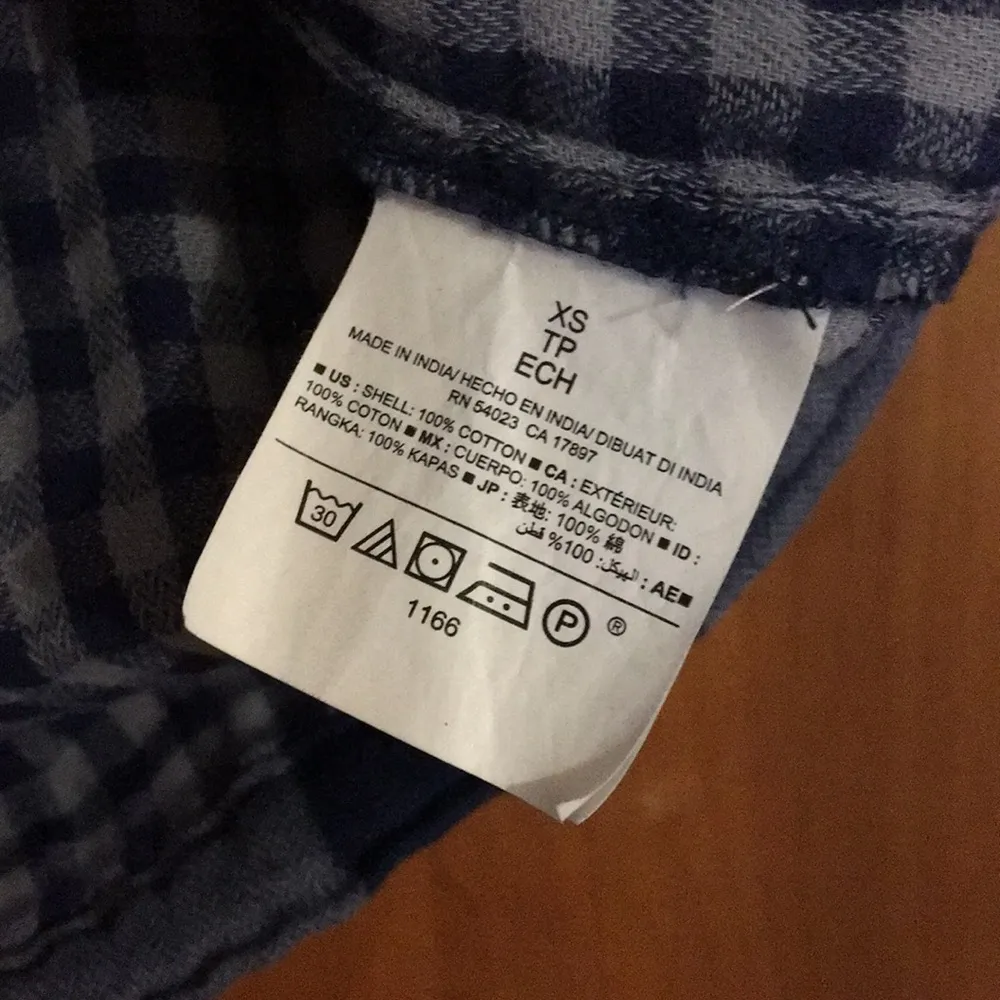 XS
TP
ECH
MADE IN INDIA/ HECHO EN INDIA/ DIBUAT DI INDIA
RN 54023 CA 17897
■ US : SHELL: 100% COTTON ■ CA : EXTÉRIEUR:
100% COTON ■ MX : CUERPO: 100% ALGODON ■ ID :
RANGKA: 100% KAPAS ■ JP : 表地: 100% 綿
■AE : الهيكل: 100% قطن
30
P
®
1166